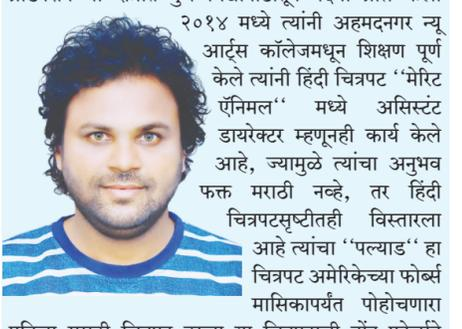 २०१४ मध्ये त्यांनी अहमदनगर न्यू
आर्ट्स कॉलेजमधून शिक्षण पूर्ण
केले त्यांनी हिंदी चित्रपट "मेरिट
ऍनिमल" मध्ये असिस्टंट
डायरेक्टर म्हणूनही कार्य केले
आहे, ज्यामुळे त्यांचा अनुभव
फक्त मराठी नव्हे, तर हिंदी
चित्रपटसृष्टीतही विस्तारला
आहे त्यांचा "पल्याड" हा
चित्रपट अमेरिकेच्या फोर्ब्स
मासिकापर्यंत पोहोचणारा